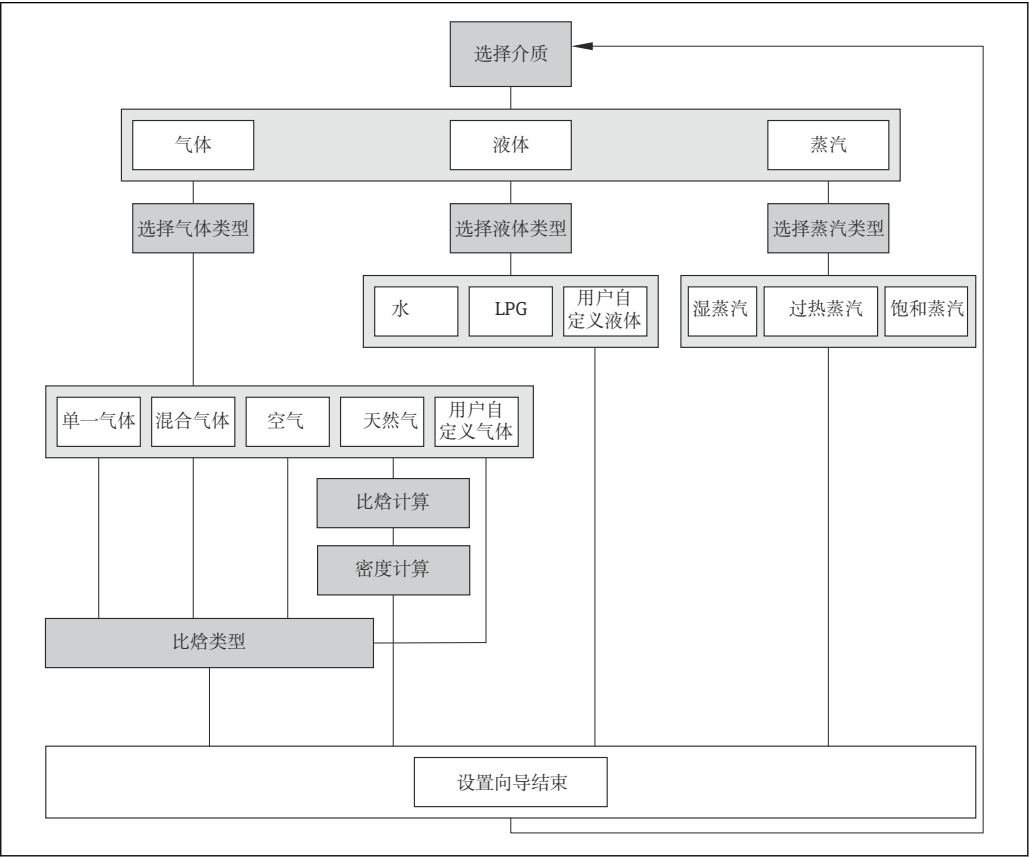 选择介质
气体
液体
蒸汽
选择气体类型
选择液体类型
选择蒸汽类型
水
LPG
用户自
定义液体
湿蒸汽
过热蒸汽
饱和蒸汽
单一气体
混合气体
空气
天然气
用户自
定义气体
比焓计算
密度计算
比焓类型
设置向导结束